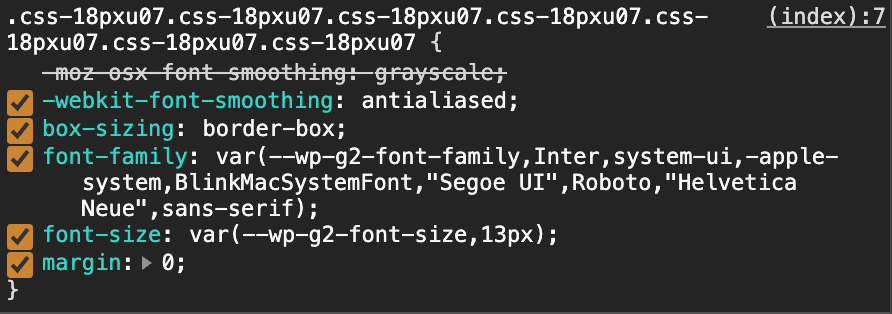 .css-18pxu07.css-18pxu07.css-18pxu07.css-18pxu07.css- (index):7
18pxu07.css-18pxu07.css-18pxu07 {
-moz-osx-font-smoothing: grayscale;
-webkit-font-smoothing: antialiased;
box-sizing: border-box;
font-family: var(--wp-g2-font-family,Inter,system-ui,-apple-
system,BlinkMacSystemFont,"Segoe UI",Roboto,"Helvetica
Neue",sans-serif);
font-size: var(--wp-g2-font-size,13px);
margin: 0;
}